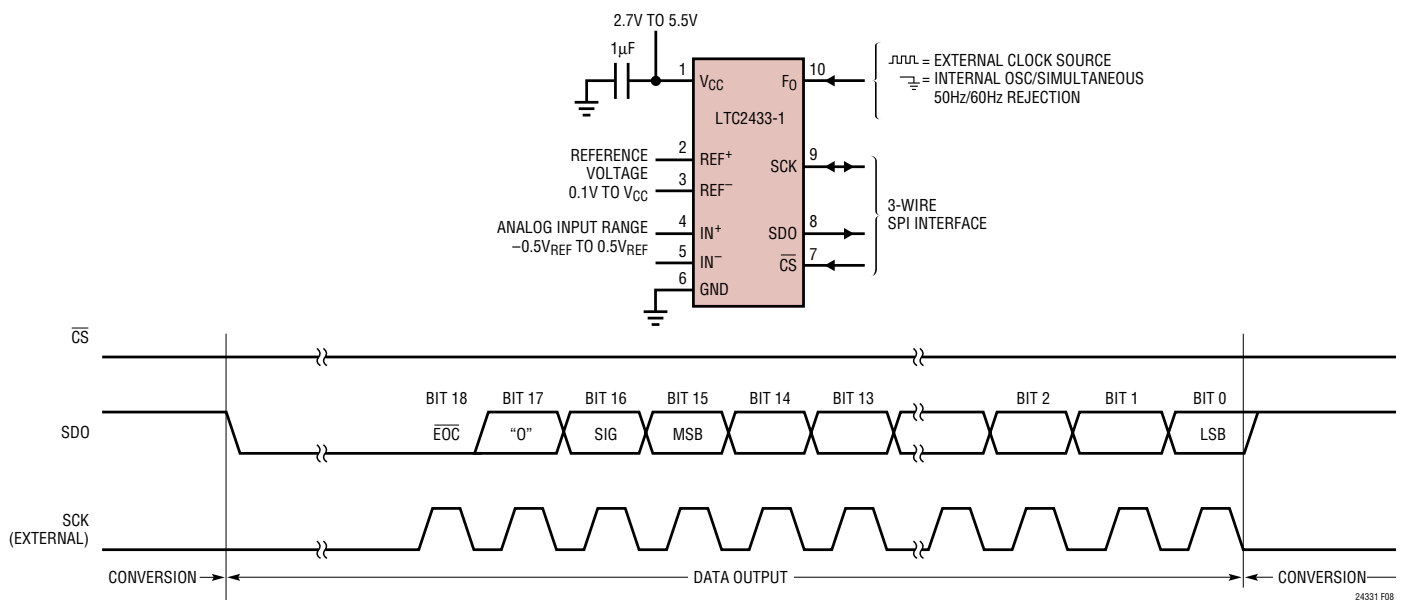 2.7V TO 5.5V
1µF
1
VCC
FO
10
LTC2433-1
= EXTERNAL CLOCK SOURCE
= INTERNAL OSC/SIMULTANEOUS
50Hz/60Hz REJECTION
REFERENCE
VOLTAGE
0.1V TO VCC
2
REF+
3
REF–
SCK
9
ANALOG INPUT RANGE
–0.5VREF TO 0.5VREF
4
IN+
5
IN–
6
GND
SDO
8
CS
7
3-WIRE
SPI INTERFACE
CS
BIT 18 BIT 17 BIT 16 BIT 15 BIT 14 BIT 13 BIT 2 BIT 1 BIT 0
SDO
EOC "O" SIG MSB LSB
SCK
(EXTERNAL)
CONVERSION DATA OUTPUT CONVERSION
24331 F08